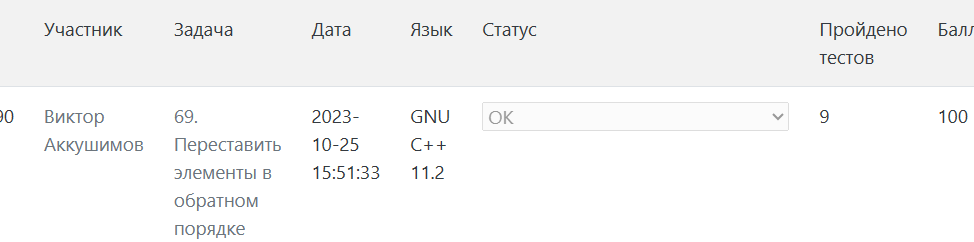 Участник Задача Дата Язык Статус Пройдено тестов Балл
90 Виктор Аккушимов 69. Переставить элементы в обратном порядке 2023-10-25 15:51:33 GNU C++ 11.2 OK 9 100